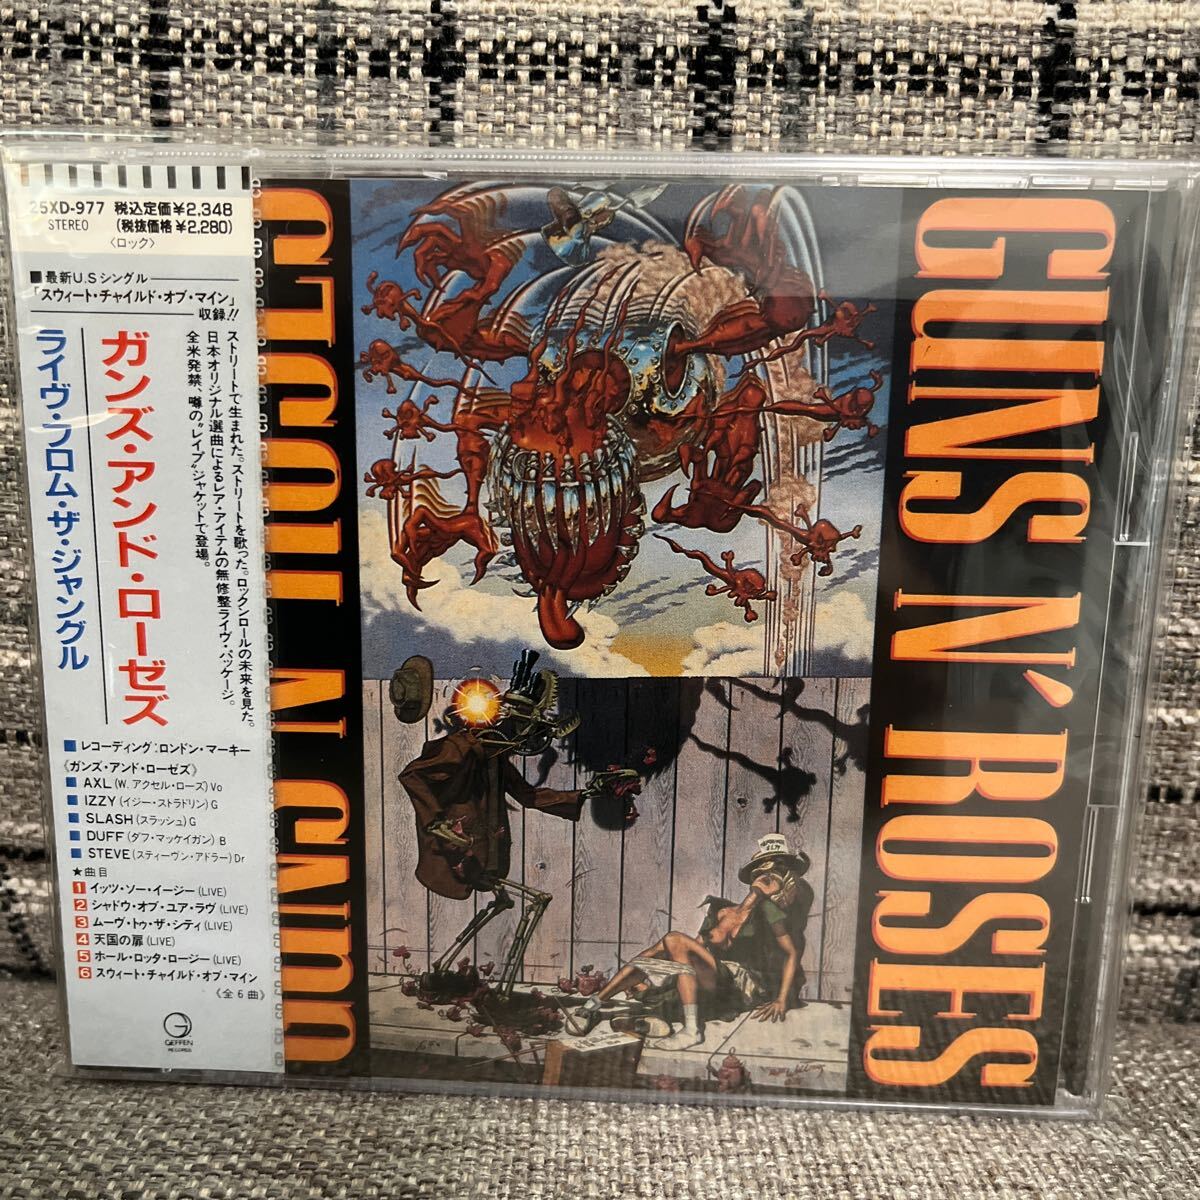 25XD-977 税込定価¥2,348
STEREO (税抜価格 ¥2,280)
〈ロック〉
■最新U.Sシングル
「スウィート・チャイルド・オブ・マイン」
収録!!
ストリートで生まれた。ストリートを歌った。ロックンロールの未来を見た。
日本オリジナル選曲によるレア・アイテムの無修整ライヴ・パッケージ。
全米発禁、噂の"レイプ"ジャケットで登場。
ガンズ・アンド・ローゼズ
ライヴ・フロム・ザ・ジャングル
■レコーディング:ロンドン・マーキー
《ガンズ・アンド・ローゼズ》
■AXL(W. アクセル・ローズ)Vo
■IZZY(イジー・ストラドリン)G
■SLASH(スラッシュ)G
■DUFF(ダフ・マッケイガン)B
■STEVE(スティーヴン・アドラー)Dr
★曲目
1 イッツ・ソー・イージー(LIVE)
2 シャドウ・オブ・ユア・ラヴ(LIVE)
3 ムーヴ・トゥ・ザ・シティ(LIVE)
4 天国の扉(LIVE)
5 ホール・ロッタ・ロージー(LIVE)
6 スウィート・チャイルド・オブ・マイン
《全6曲》
GEFFEN
RECORDS
GUNS N' ROSES